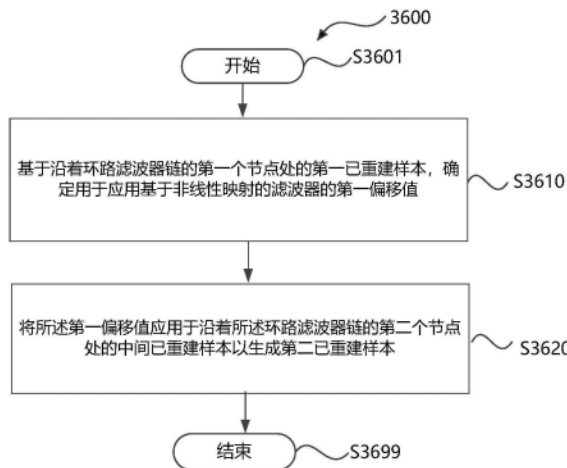 3600
开始
S3601
基于沿着环路滤波器链的第一个节点处的第一已重建样本，确
定用于应用基于非线性映射的滤波器的第一偏移值
S3610
将所述第一偏移值应用于沿着所述环路滤波器链的第二个节点
处的中间已重建样本以生成第二已重建样本
S3620
结束
S3699